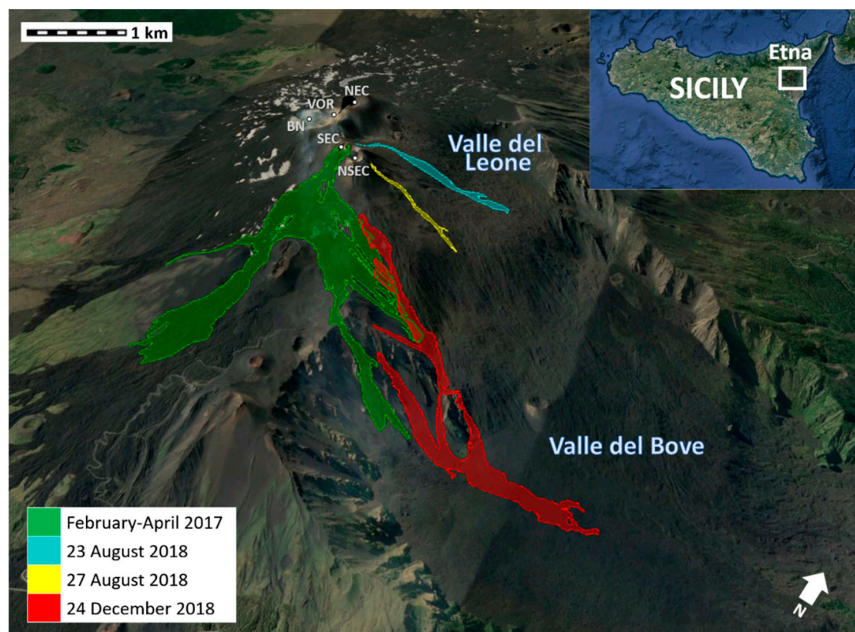 1 km
Etna
SICILY
NEC
VOR
BN
SEC
NSEC
Valle del
Leone
Valle del Bove
February-April 2017
23 August 2018
27 August 2018
24 December 2018
N